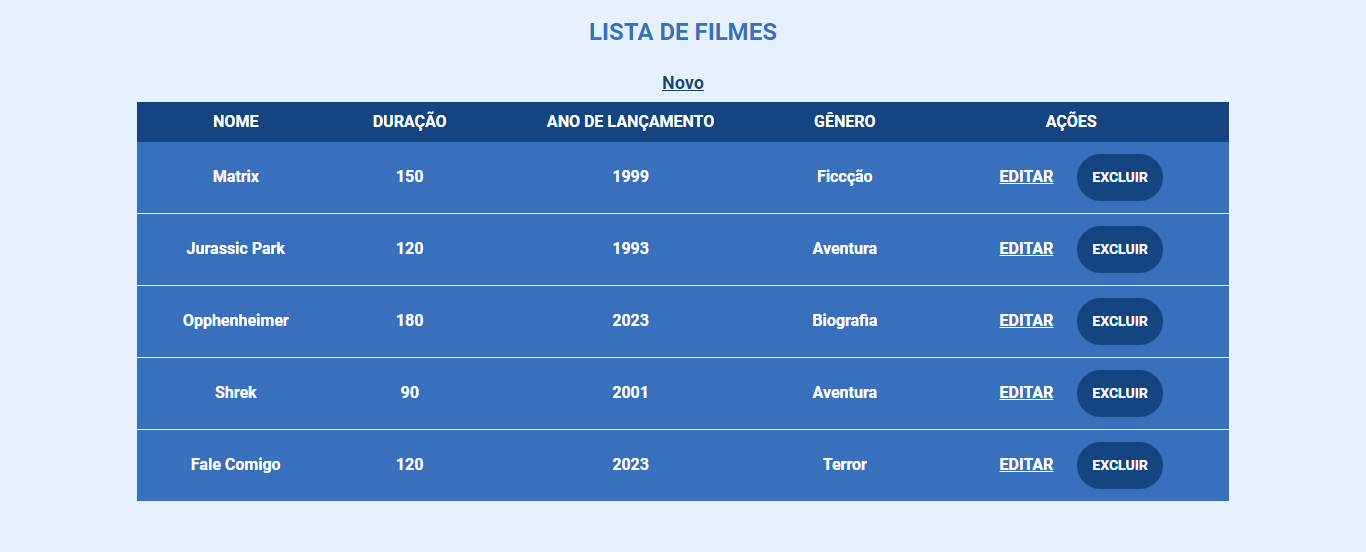 LISTA DE FILMES
Novo
NOME DURAÇÃO ANO DE LANÇAMENTO GÊNERO AÇÕES
Matrix 150 1999 Ficcção EDITAR EXCLUIR
Jurassic Park 120 1993 Aventura EDITAR EXCLUIR
Opphenheimer 180 2023 Biografia EDITAR EXCLUIR
Shrek 90 2001 Aventura EDITAR EXCLUIR
Fale Comigo 120 2023 Terror EDITAR EXCLUIR